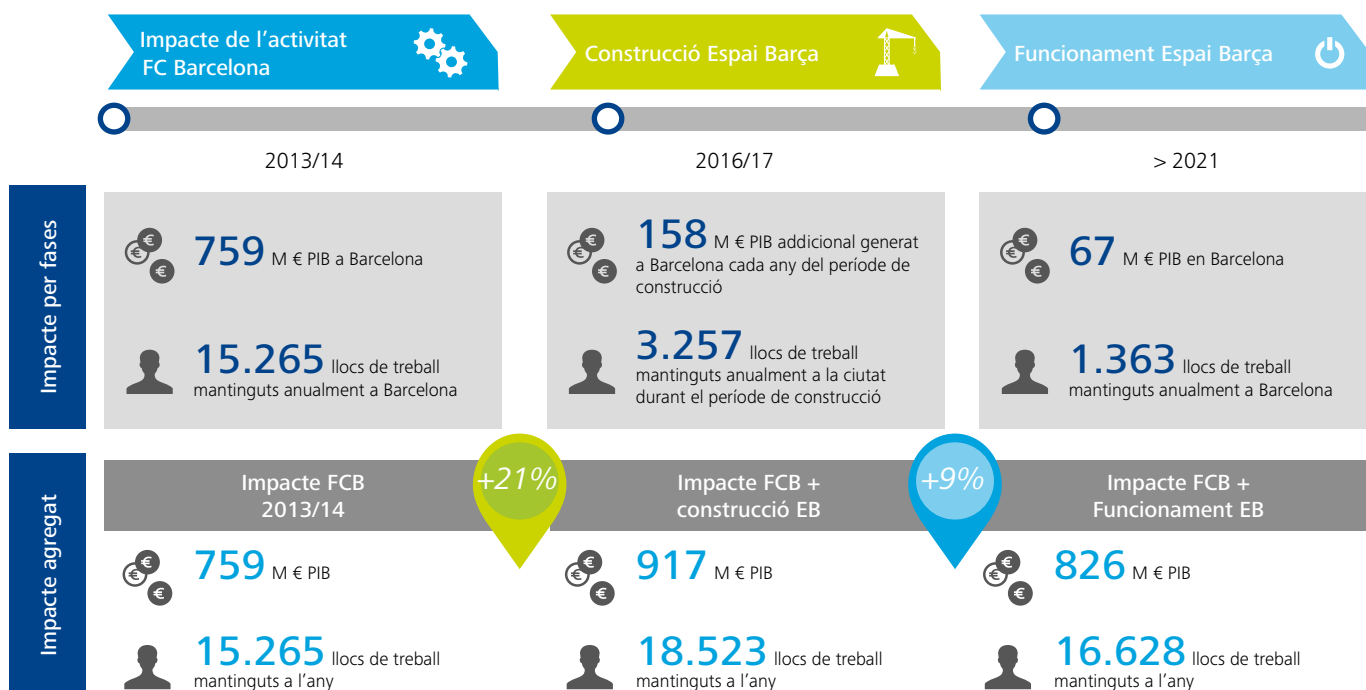 Impacte de l’activitat
FC Barcelona
Construcció Espai Barça
Funcionament Espai Barça
2013/14
2016/17
> 2021
Impacte per fases
759 M € PIB a Barcelona
15.265 llocs de treball
mantinguts anualment a Barcelona
158 M € PIB addicional generat
a Barcelona cada any del període de
construcció
3.257 llocs de treball
mantinguts anualment a la ciutat
durant el període de construcció
67 M € PIB en Barcelona
1.363 llocs de treball
mantinguts anualment a Barcelona
Impacte agregat
Impacte FCB
2013/14
+21%
Impacte FCB +
construcció EB
+9%
Impacte FCB +
Funcionament EB
759 M € PIB
15.265 llocs de treball
mantinguts a l’any
917 M € PIB
18.523 llocs de treball
mantinguts a l’any
826 M € PIB
16.628 llocs de treball
mantinguts a l’any